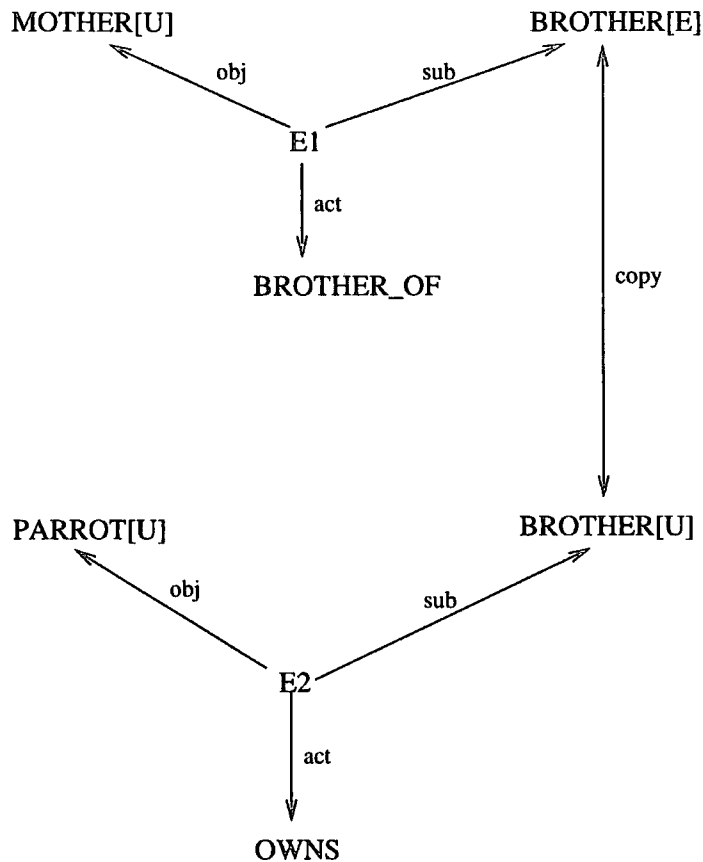 MOTHER[U] BROTHER[E]
obj sub
E1
act
BROTHER_OF
copy
PARROT[U] BROTHER[U]
obj sub
E2
act
OWNS